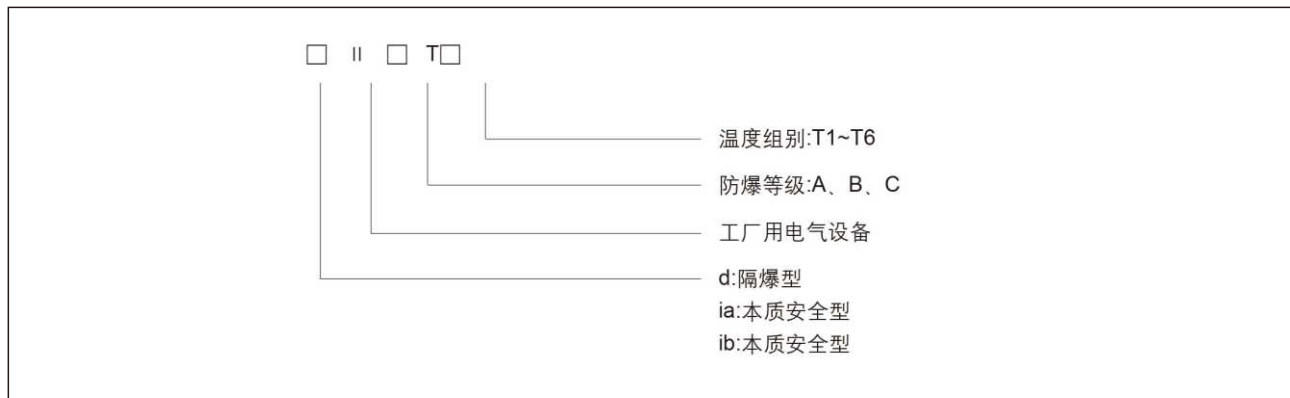 □ II □ T□
温度组别:T1~T6
防爆等级:A、B、C
工厂用电气设备
d:隔爆型
ia:本质安全型
ib:本质安全型